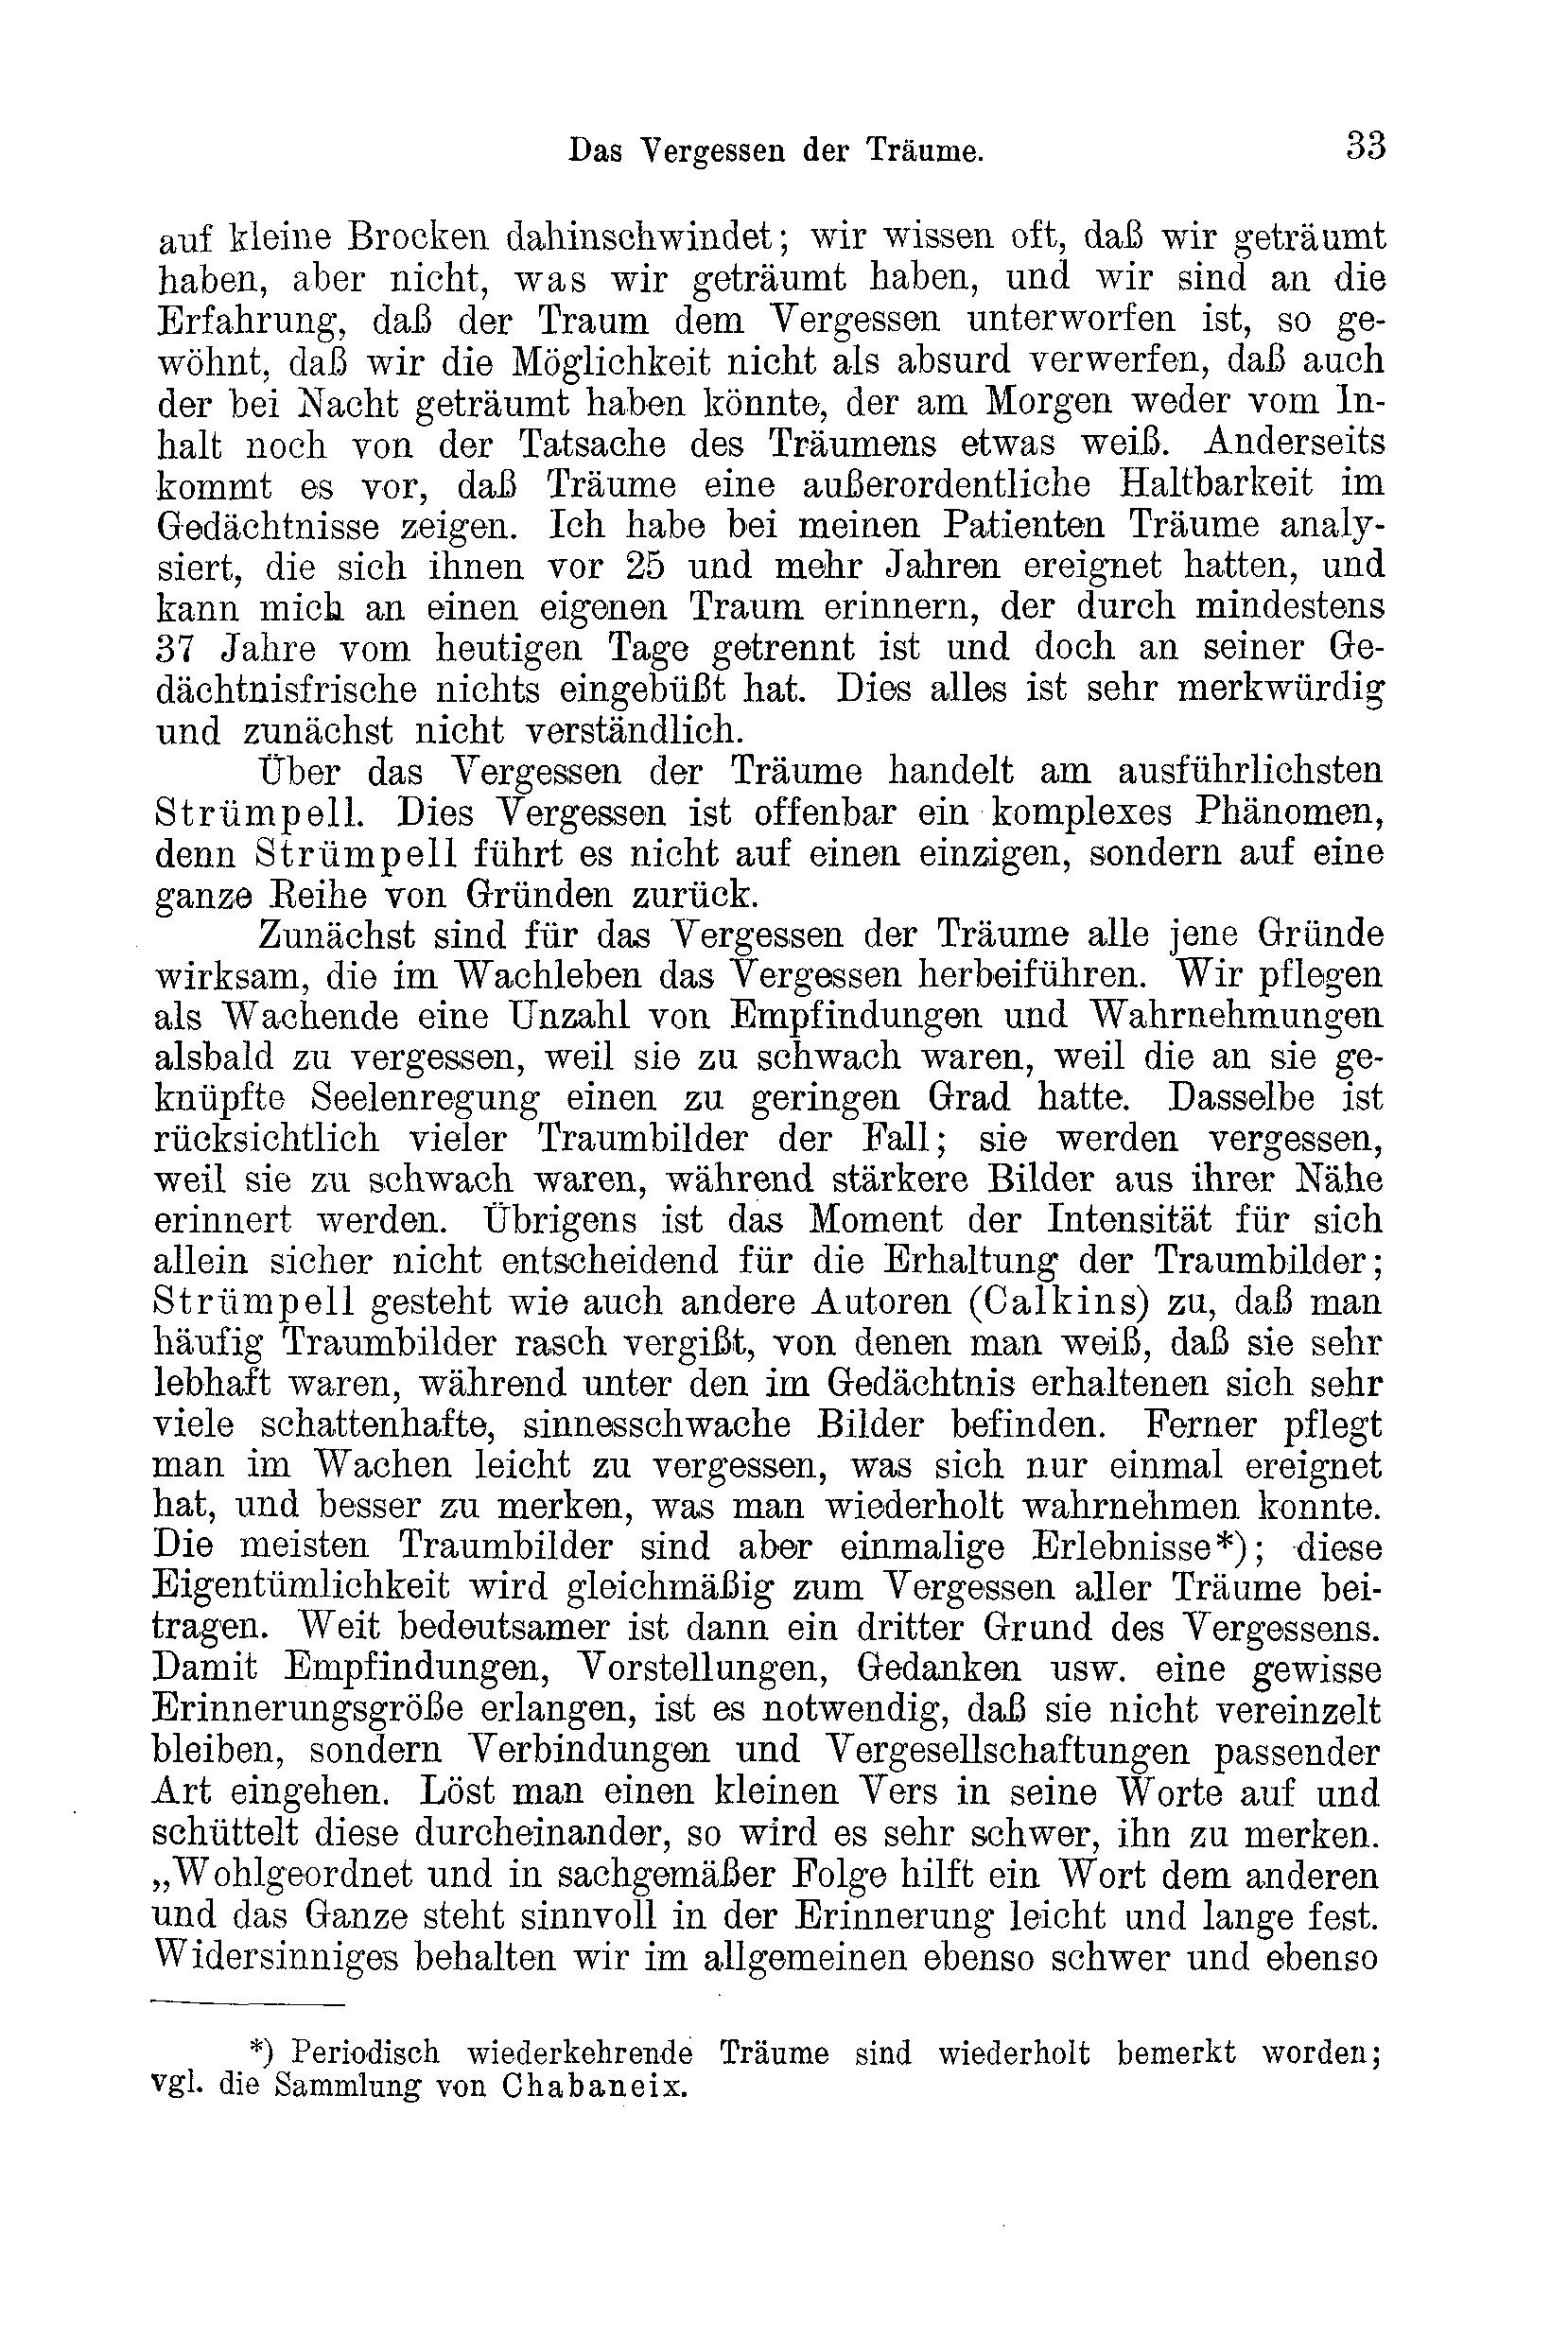 Das Vergessen der Träume. 33
auf kleine Brocken dahinschwindet; wir wissen oft, daß wir geträumt
haben, aber nicht, was wir geträumt haben, und wir sind an die
Erfahrung, daß der Traum dem Vergessen unterworfen ist, so ge-
wöhnt, daß wir die Möglichkeit nicht als absurd verwerfen, daß auch
der bei Nacht geträumt haben könnte, der am Morgen weder vom In-
halt noch von der Tatsache des Träumens etwas weiß. Anderseits
kommt es vor, daß Träume eine außerordentliche Haltbarkeit im
Gedächtnisse zeigen. Ich habe bei meinen Patienten Träume analy-
siert, die sich ihnen vor 25 und mehr Jahren ereignet hatten, und
kann mich an einen eigenen Traum erinnern, der durch mindestens
37 Jahre vom heutigen Tage getrennt ist und doch an seiner Ge-
dächtnisfrische nichts eingebüßt hat. Dies alles ist sehr merkwürdig
und zunächst nicht verständlich.
Über das Vergessen der Träume handelt am ausführlichsten
Strümpell. Dies Vergessen ist offenbar ein komplexes Phänomen,
denn Strümpell führt es nicht auf einen einzigen, sondern auf eine
ganze Reihe von Gründen zurück.
Zunächst sind für das Vergessen der Träume alle jene Gründe
wirksam, die im Wachleben das Vergessen herbeiführen. Wir pflegen
als Wachende eine Unzahl von Empfindungen und Wahrnehmungen
alsbald zu vergessen, weil sie zu schwach waren, weil die an sie ge-
knüpfte Seelenregung einen zu geringen Grad hatte. Dasselbe ist
rücksichtlich vieler Traumbilder der Fall; sie werden vergessen,
weil sie zu schwach waren, während stärkere Bilder aus ihrer Nähe
erinnert werden. Übrigens ist das Moment der Intensität für sich
allein sicher nicht entscheidend für die Erhaltung der Traumbilder;
Strümpell gesteht wie auch andere Autoren (Calkins) zu, daß man
häufig Traumbilder rasch vergißt, von denen man weiß, daß sie sehr
lebhaft waren, während unter den im Gedächtnis erhaltenen sich sehr
viele schattenhafte, sinnesschwache Bilder befinden. Ferner pflegt
man im Wachen leicht zu vergessen, was sich nur einmal ereignet
hat, und besser zu merken, was man wiederholt wahrnehmen konnte.
Die meisten Traumbilder sind aber einmalige Erlebnisse*); diese
Eigentümlichkeit wird gleichmäßig zum Vergessen aller Träume bei-
tragen. Weit bedeutsamer ist dann ein dritter Grund des Vergessens.
Damit Empfindungen, Vorstellungen, Gedanken usw. eine gewisse
Erinnerungsgröße erlangen, ist es notwendig, daß sie nicht vereinzelt
bleiben, sondern Verbindungen und Vergesellschaftungen passender
Art eingehen. Löst man einen kleinen Vers in seine Worte auf und
schüttelt diese durcheinander, so wird es sehr schwer, ihn zu merken.
„Wohlgeordnet und in sachgemäßer Folge hilft ein Wort dem anderen
und das Ganze steht sinnvoll in der Erinnerung leicht und lange fest.
Widersinniges behalten wir im allgemeinen ebenso schwer und ebenso
*) Periodisch wiederkehrende Träume sind wiederholt bemerkt worden;
vgl. die Sammlung von Chabaneix.